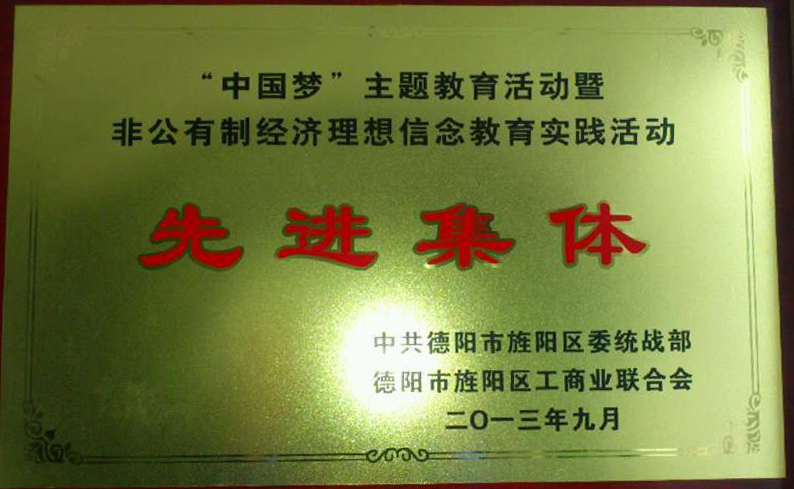 “中国梦”主题教育活动暨
非公有制经济理想信念教育实践活动
先进集体
中共德阳市旌阳区委统战部
德阳市旌阳区工商业联合会
二〇一三年九月